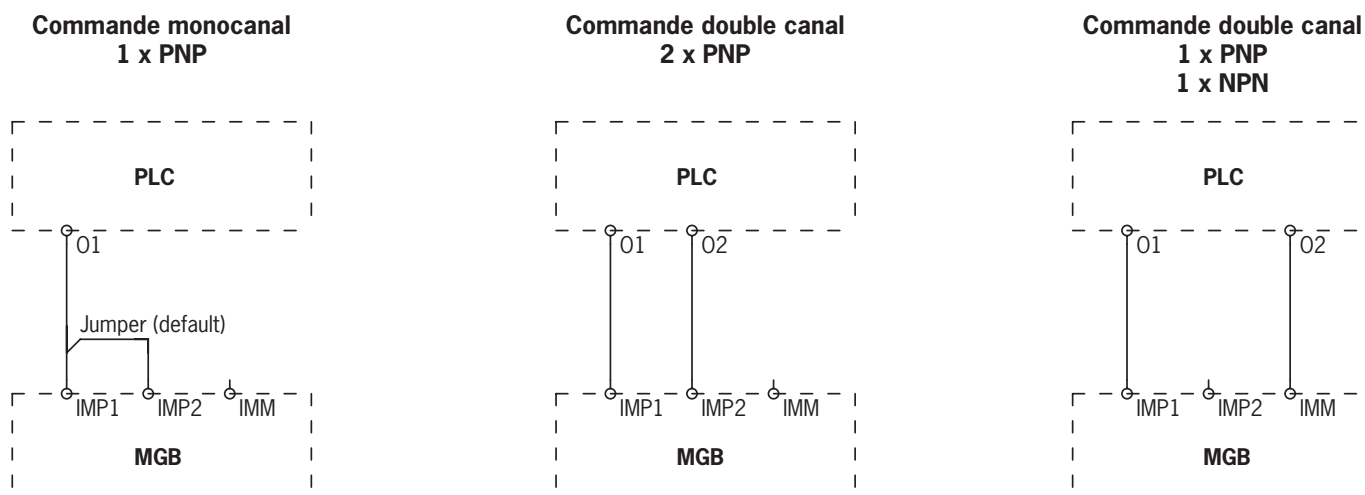 Commande monocanal
1 x PNP
PLC
O1
Jumper (default)
IMP1 IMP2 IMM
MGB
Commande double canal
2 x PNP
PLC
O1 O2
IMP1 IMP2 IMM
MGB
Commande double canal
1 x PNP
1 x NPN
PLC
O1 O2
IMP1 IMP2 IMM
MGB